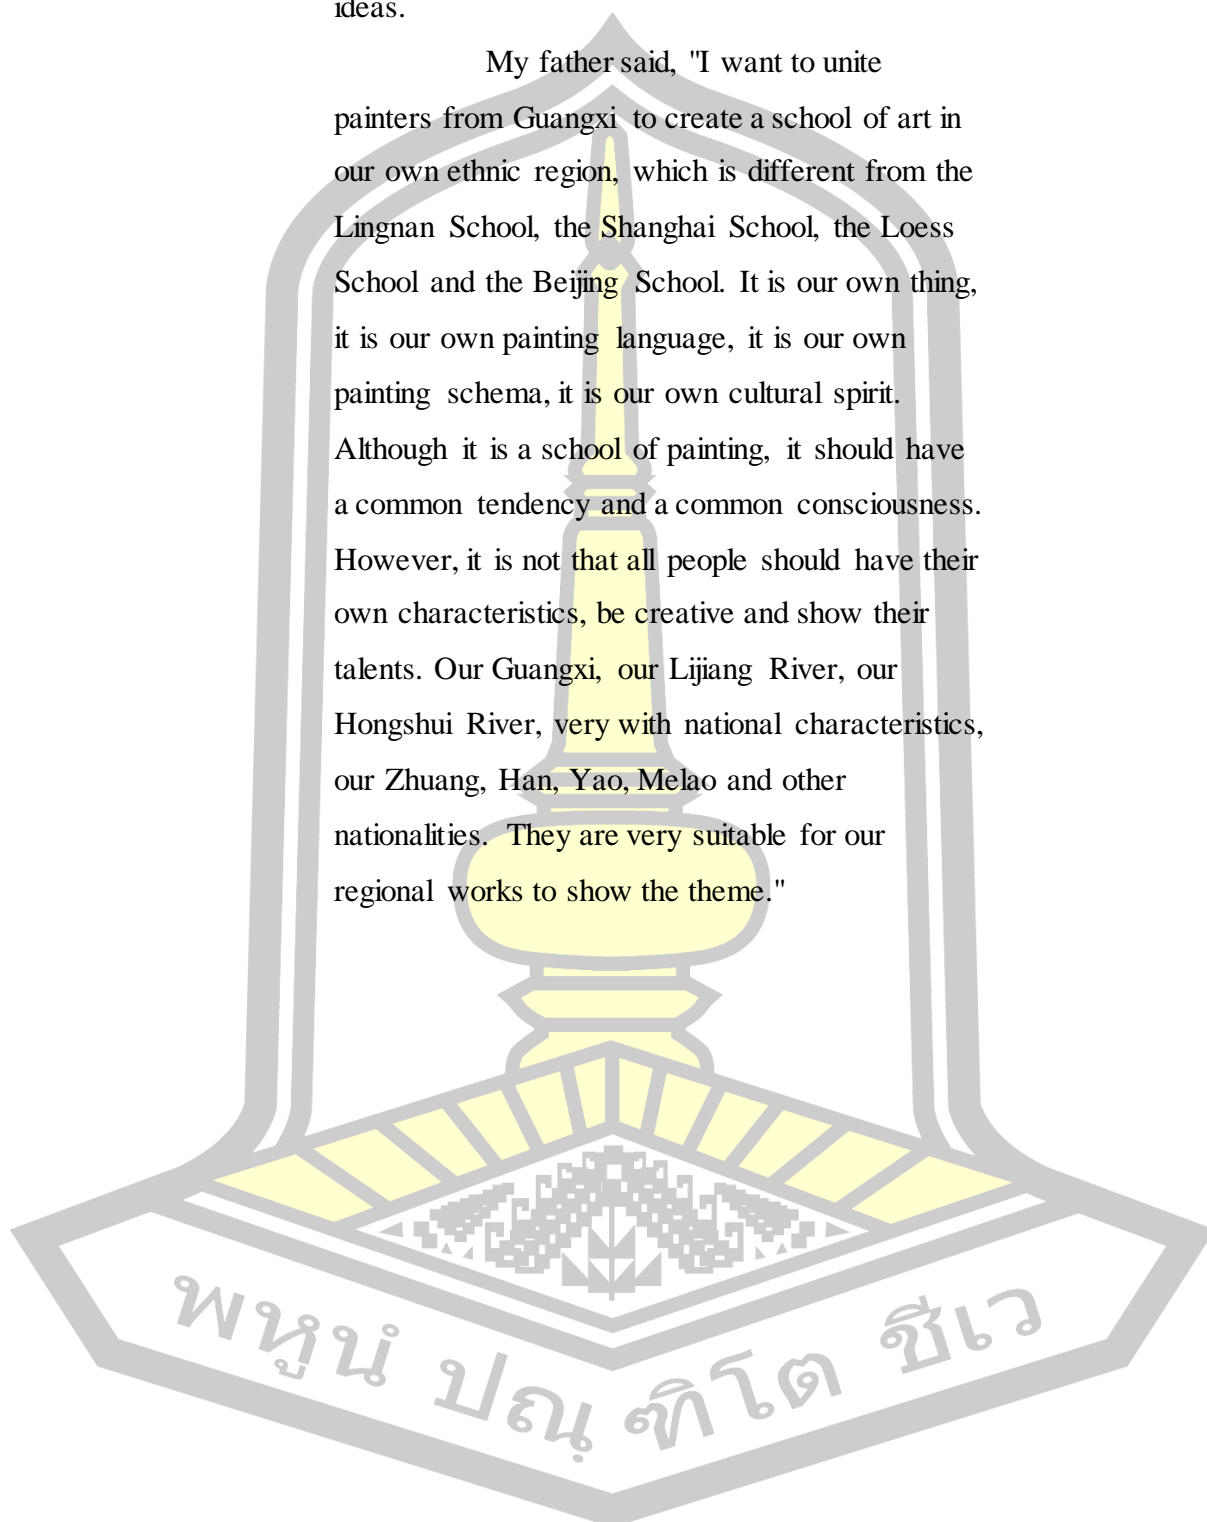 ideas.
My father said, "I want to unite
painters from Guangxi to create a school of art in
our own ethnic region, which is different from the
Lingnan School, the Shanghai School, the Loess
School and the Beijing School. It is our own thing,
it is our own painting language, it is our own
painting schema, it is our own cultural spirit.
Although it is a school of painting, it should have
a common tendency and a common consciousness.
However, it is not that all people should have their
own characteristics, be creative and show their
talents. Our Guangxi, our Lijiang River, our
Hongshui River, very with national characteristics,
our Zhuang, Han, Yao, Melao and other
nationalities. They are very suitable for our
regional works to show the theme."
พหูนํ ปณฺฑิโต ชีเว